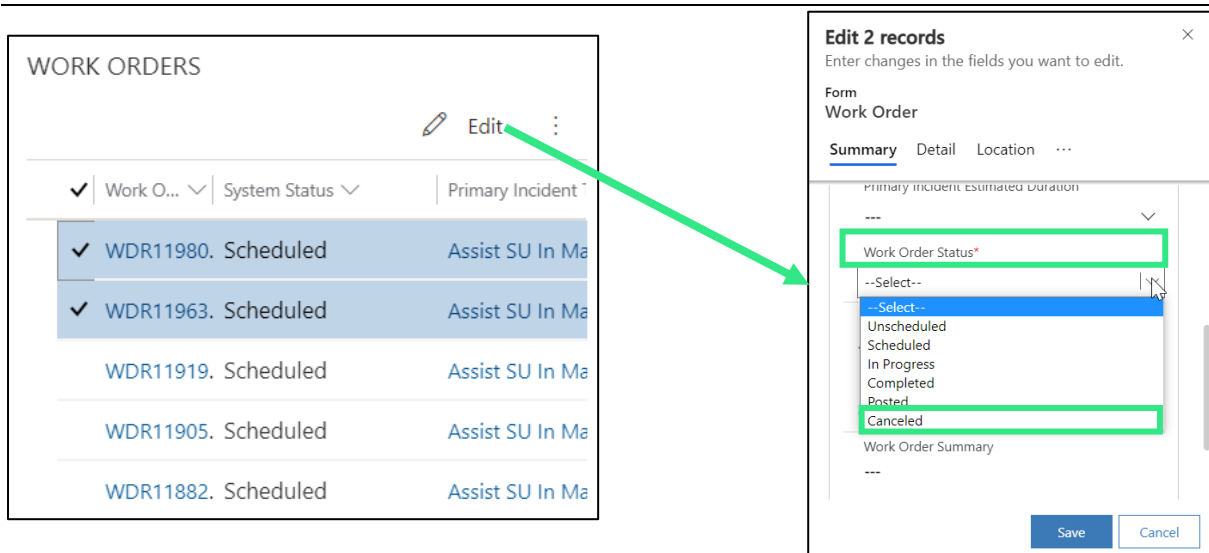 WORK ORDERS
Edit
Work O... System Status Primary Incident
WDR11980. Scheduled Assist SU In Ma
WDR11963. Scheduled Assist SU In Ma
WDR11919. Scheduled Assist SU In Ma
WDR11905. Scheduled Assist SU In Ma
WDR11882. Scheduled Assist SU In Ma
Edit 2 records
Enter changes in the fields you want to edit.
Form
Work Order
Summary Detail Location ...
Primary Incident Estimated Duration
---
Work Order Status*
--Select--
--Select--
Unscheduled
Scheduled
In Progress
Completed
Posted
Canceled
Work Order Summary
---
Save Cancel